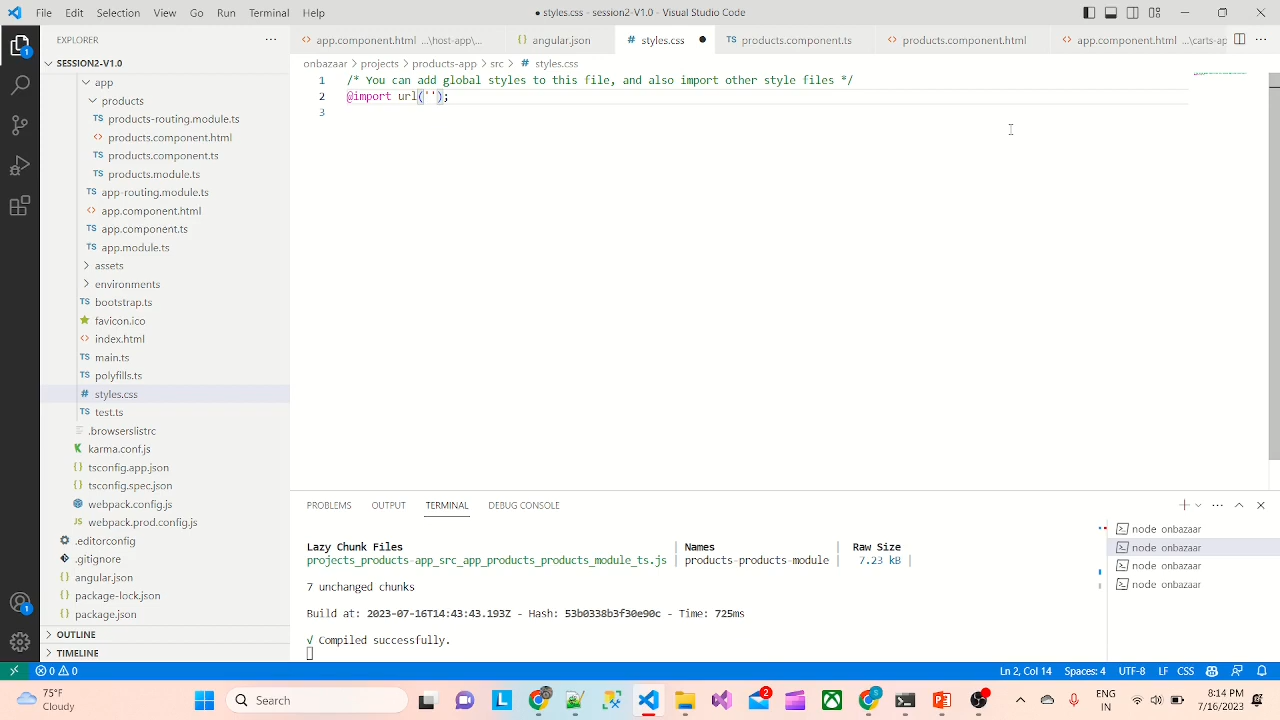 File Edit Selection View Go Run Terminal Help
● styles.css - session2-V1.0 - Visual Studio Code
EXPLORER
app.component.html ...\host-app\...
angular.json
styles.css
products.component.ts
products.component.html
app.component.html ...\carts-ap
SESSION2-V1.0
onbazaar > projects > products-app > src > # styles.css
app
products
products-routing.module.ts
products.component.html
products.component.ts
products.module.ts
app-routing.module.ts
app.component.html
app.component.ts
app.module.ts
assets
environments
bootstrap.ts
favicon.ico
index.html
main.ts
polyfills.ts
styles.css
test.ts
.browserslistrc
karma.conf.js
tsconfig.app.json
tsconfig.spec.json
webpack.config.js
webpack.prod.config.js
.editorconfig
.gitignore
angular.json
package-lock.json
package.json
OUTLINE
TIMELINE
1 /* You can add global styles to this file, and also import other style files */
2 @import url('');
3
PROBLEMS OUTPUT TERMINAL DEBUG CONSOLE
Lazy Chunk Files | Names | Raw Size
projects_products-app_src_app_products_products_module_ts.js | products-products-module | 7.23 kB |
7 unchanged chunks
Build at: 2023-07-16T14:43:43.193Z - Hash: 53b0338b3f30e90c - Time: 725ms
√ Compiled successfully.
node onbazaar
node onbazaar
node onbazaar
node onbazaar
0 0
Ln 2, Col 14 Spaces: 4 UTF-8 LF CSS
75°F
Cloudy
Search
ENG
IN
8:14 PM
7/16/2023